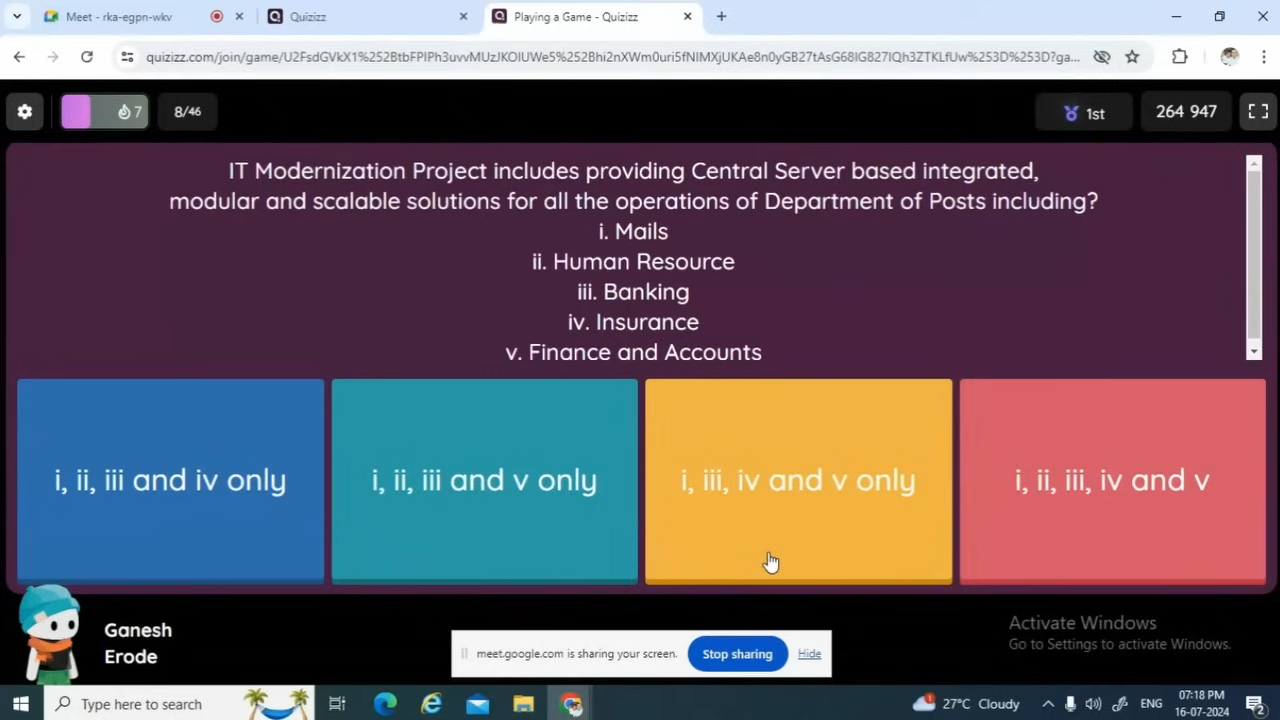 Meet - rka-egpn-wkv
Quizizz
Playing a Game - Quizizz
quizizz.com/join/game/U2FsdGVkX1%252BtbFPIPh3uvvMUzJKOIUWe5%252Bhi2nXWm0uri5fNIMXjUKAe8n0yGB27tAsG68IG827IQh3ZTKLfUw%253D%253D?ga...
7
8/46
1st
264 947
IT Modernization Project includes providing Central Server based integrated,
modular and scalable solutions for all the operations of Department of Posts including?
i. Mails
ii. Human Resource
iii. Banking
iv. Insurance
v. Finance and Accounts
i, ii, iii and iv only
i, ii, iii and v only
i, iii, iv and v only
i, ii, iii, iv and v
Ganesh
Erode
meet.google.com is sharing your screen.
Stop sharing
Hide
Activate Windows
Go to Settings to activate Windows.
Type here to search
1
27°C Cloudy
ENG
07:18 PM
16-07-2024
2